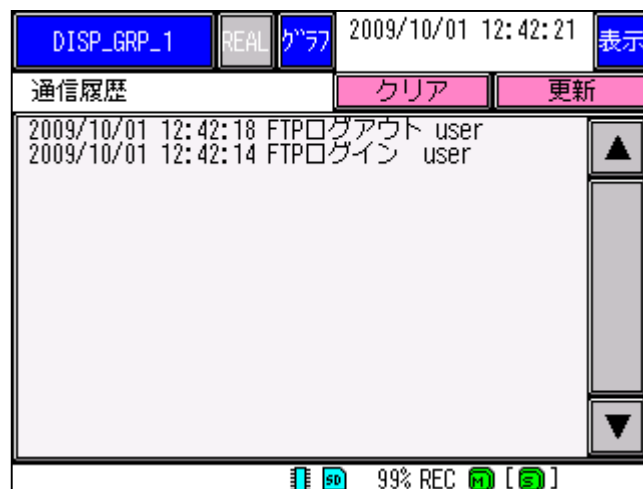 DISP_GRP_1 REAL グラフ 2009/10/01 12:42:21 表示
通信履歴 クリア 更新
2009/10/01 12:42:18 FTPログアウト user
2009/10/01 12:42:14 FTPログイン user
SD 99% REC M [S]